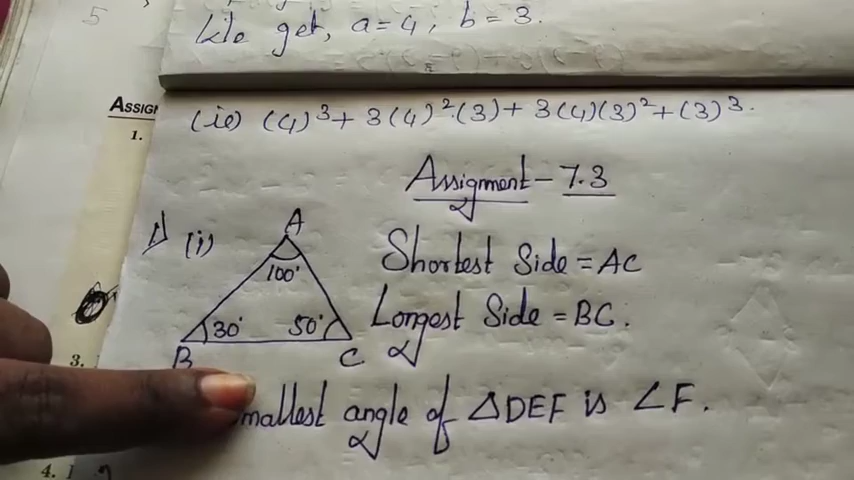 5
get, a = 4, b = 3.
(ie) (4)³ + 3(4)².(3) + 3(4)(3)² + (3)³.
ASSIGN
1.
Assignment - 7.3
1) (i)
A
100°
Shortest Side = AC
30°
50°
Longest Side = BC.
B
C
3.
mallest angle of △DEF is ∠F.
4.